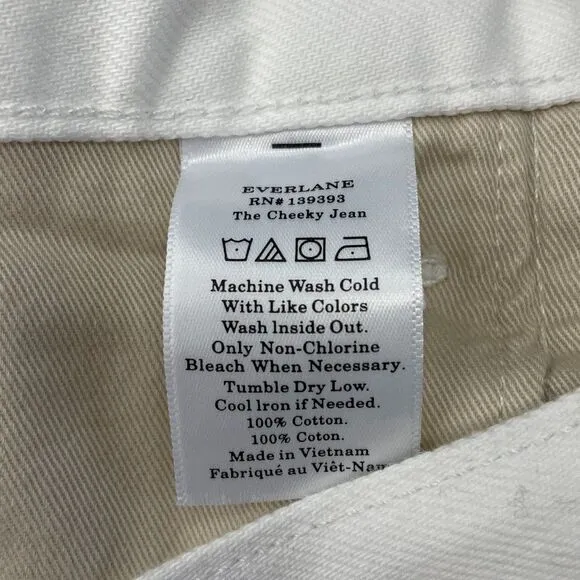 EVERLANE
RN# 139393
The Cheeky Jean
Machine Wash Cold
With Like Colors
Wash Inside Out.
Only Non-Chlorine
Bleach When Necessary.
Tumble Dry Low.
Cool Iron if Needed.
100% Cotton.
100% Coton.
Made in Vietnam
Fabriqué au Viêt-Nam